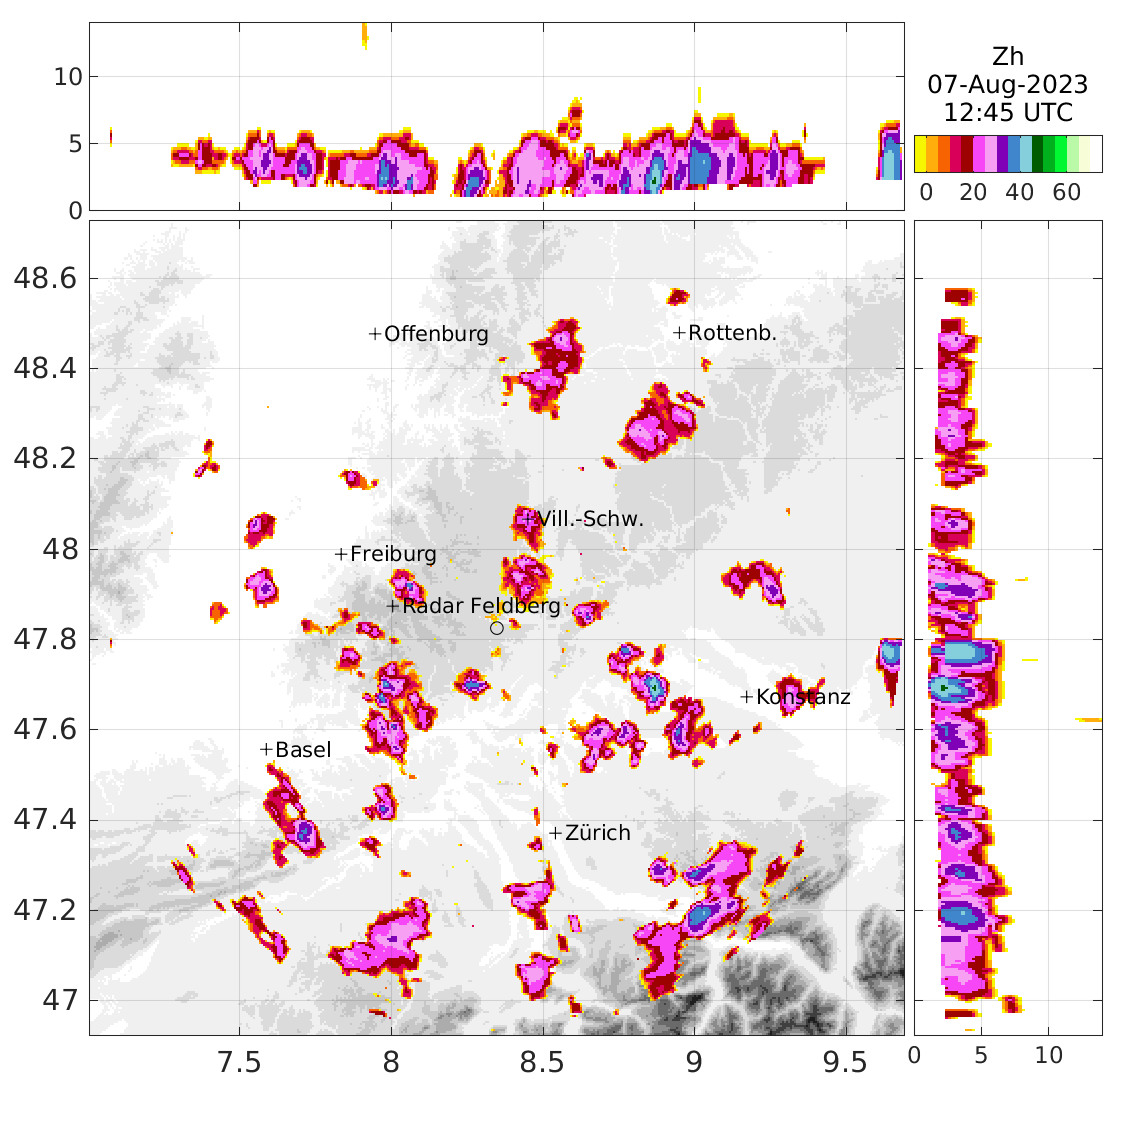 10
5
0
Zh
07-Aug-2023
12:45 UTC
0 20 40 60
48.6
48.4
48.2
48
47.8
47.6
47.4
47.2
47
+Offenburg
+Rottenb.
+Vill.-Schw.
+Freiburg
+Radar Feldberg
+Konstanz
+Basel
+Zürich
7.5 8 8.5 9 9.5
0 5 10